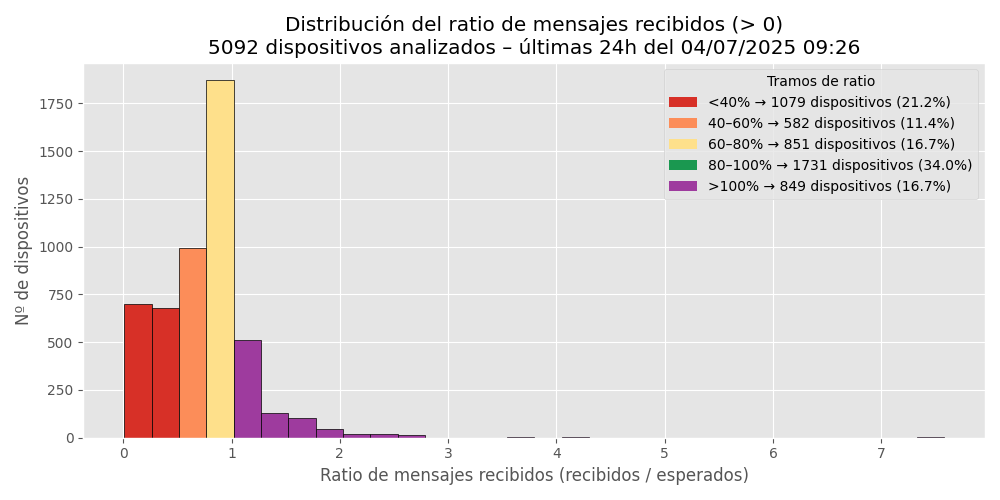 Distribución del ratio de mensajes recibidos (> 0)
5092 dispositivos analizados – últimas 24h del 04/07/2025 09:26
Tramos de ratio
<40% → 1079 dispositivos (21.2%)
40–60% → 582 dispositivos (11.4%)
60–80% → 851 dispositivos (16.7%)
80–100% → 1731 dispositivos (34.0%)
>100% → 849 dispositivos (16.7%)
Nº de dispositivos
1750
1500
1250
1000
750
500
250
0
0 1 2 3 4 5 6 7
Ratio de mensajes recibidos (recibidos / esperados)